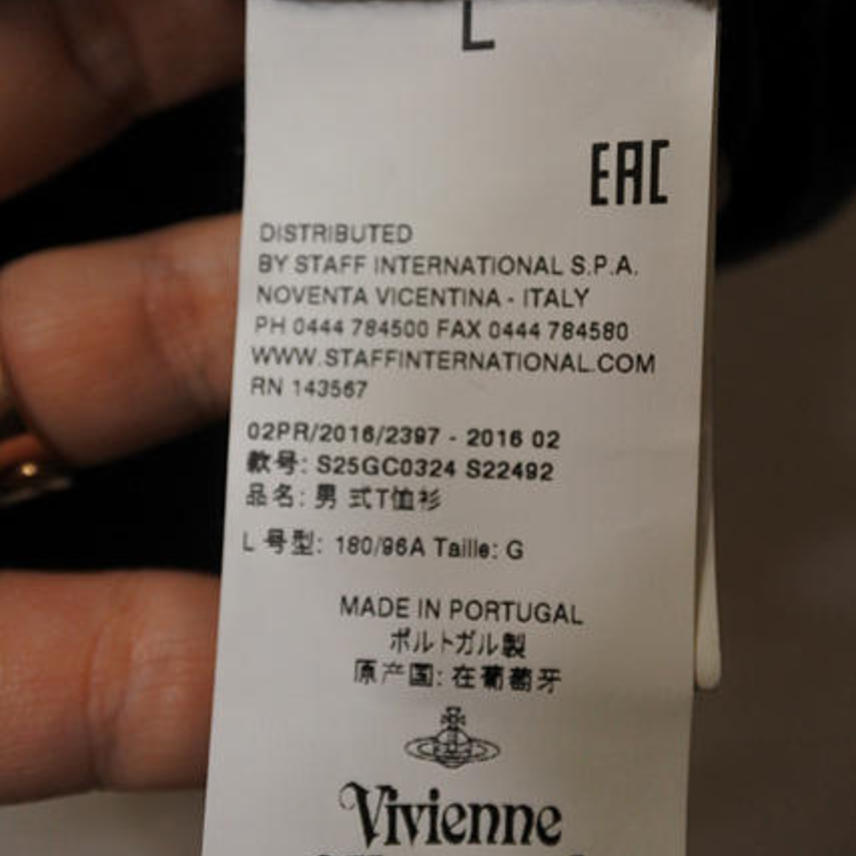 L
EAC
DISTRIBUTED
BY STAFF INTERNATIONAL S.P.A.
NOVENTA VICENTINA - ITALY
PH 0444 784500 FAX 0444 784580
WWW.STAFFINTERNATIONAL.COM
RN 143567
02PR/2016/2397 - 2016 02
款号: S25GC0324 S22492
品名: 男 式T恤衫
L 号型: 180/96A Taille: G
MADE IN PORTUGAL
ポルトガル製
原产国: 在葡萄牙
Vivienne